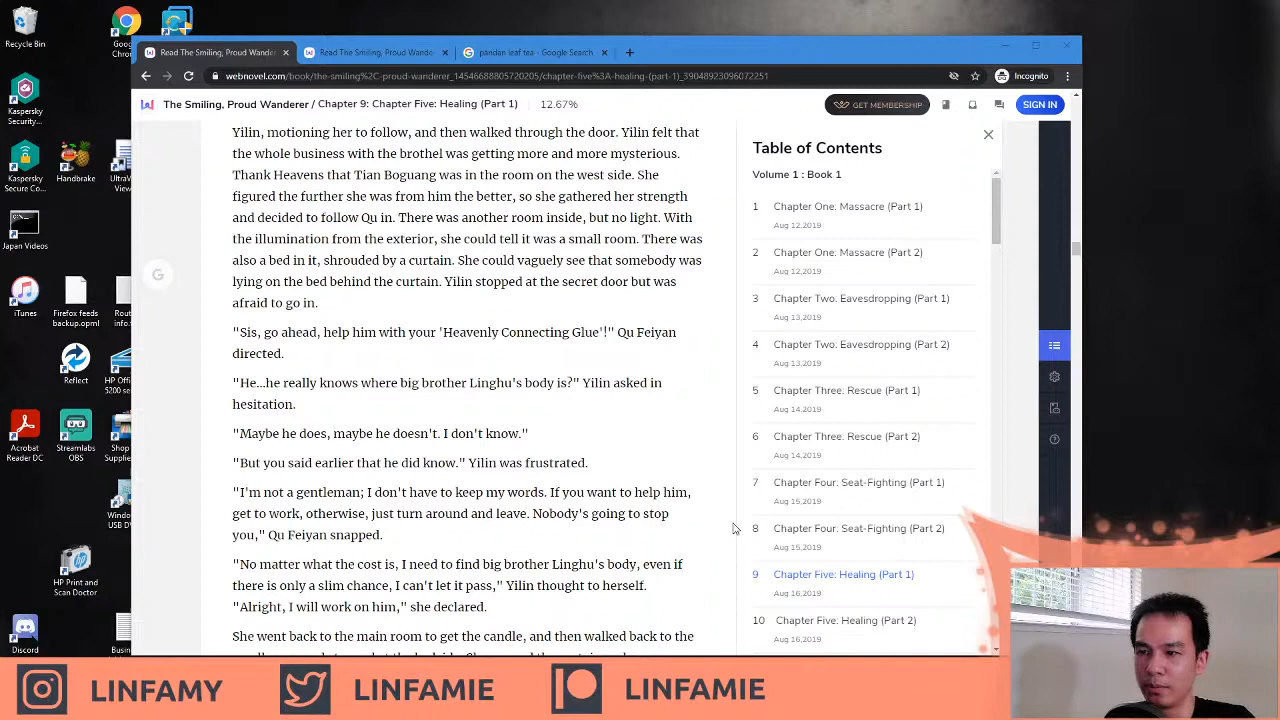 Recycle Bin
Google Chrome
Kaspersky Security...
Kaspersky Secure Co...
Handbrake
UltraV
Japan Videos
iTunes
Firefox feedbac...
feedbacks opml
Reflect
HP Offic
5200 se
Acrobat Reader DC
Streamlabs OBS
Shop
Supplie
Windo
USB DV
HP Print and Scan Doctor
Discord
Busine
Read The Smiling, Proud Wande
Read The Smiling, Proud Wande
pandan leaf tea - Google Search
webnovel.com/book/the-smiling%2C-proud-wanderer_14546688805720205/chapter-five%3A-healing-(part-1)_39048923096072251
Incognito
The Smiling, Proud Wanderer / Chapter 9: Chapter Five: Healing (Part 1)
12.67%
GET MEMBERSHIP
SIGN IN
Yilin, motioning her to follow, and then walked through the door. Yilin felt that
the whole business with the brothel was getting more and more mysterious.
Thank Heavens that Tian Boguang was in the room on the west side. She
figured the further she was from him the better, so she gathered her strength
and decided to follow Qu in. There was another room inside, but no light. With
the illumination from the exterior, she could tell it was a small room. There was
also a bed in it, shrouded by a curtain. She could vaguely see that somebody was
lying on the bed behind the curtain. Yilin stopped at the secret door but was
afraid to go in.
"Sis, go ahead, help him with your 'Heavenly Connecting Glue'!" Qu Feiyan
directed.
"He...he really knows where big brother Linghu's body is?" Yilin asked in
hesitation.
"Maybe he does, maybe he doesn't. I don't know."
"But you said earlier that he did know." Yilin was frustrated.
"I'm not a gentleman; I don't have to keep my words. If you want to help him,
get to work, otherwise, just turn around and leave. Nobody's going to stop
you," Qu Feiyan snapped.
"No matter what the cost is, I need to find big brother Linghu's body, even if
there is only a slim chance, I can't let it pass," Yilin thought to herself.
"Alright, I will work on him," she declared.
She went back to the main room to get the candle, and then walked back to the
Table of Contents
Volume 1 : Book 1
1 Chapter One: Massacre (Part 1)
Aug 12,2019
2 Chapter One: Massacre (Part 2)
Aug 12,2019
3 Chapter Two: Eavesdropping (Part 1)
Aug 13,2019
4 Chapter Two: Eavesdropping (Part 2)
Aug 13,2019
5 Chapter Three: Rescue (Part 1)
Aug 14,2019
6 Chapter Three: Rescue (Part 2)
Aug 14,2019
7 Chapter Four: Seat-Fighting (Part 1)
Aug 15,2019
8 Chapter Four: Seat-Fighting (Part 2)
Aug 15,2019
9 Chapter Five: Healing (Part 1)
Aug 16,2019
10 Chapter Five: Healing (Part 2)
Aug 16,2019
LINFAMY
LINFAMIE
LINFAMIE